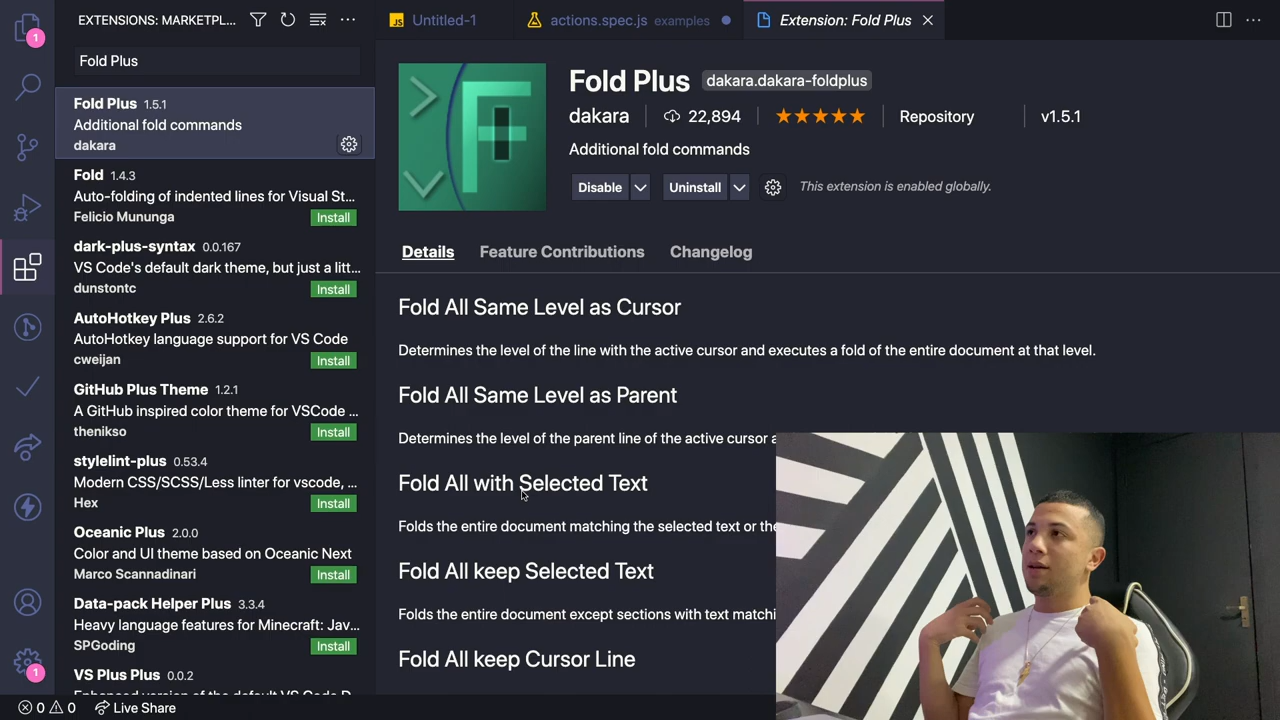 EXTENSIONS: MARKETPL...
Untitled-1
actions.spec.js examples
Extension: Fold Plus
1
Fold Plus
Fold Plus 1.5.1
Additional fold commands
dakara
Fold 1.4.3
Auto-folding of indented lines for Visual St...
Felicio Mununga
Install
dark-plus-syntax 0.0.167
VS Code's default dark theme, but just a litt...
dunstontc
Install
AutoHotkey Plus 2.6.2
AutoHotkey language support for VS Code
cweijan
Install
GitHub Plus Theme 1.2.1
A GitHub inspired color theme for VSCode ...
thenikso
Install
stylelint-plus 0.53.4
Modern CSS/SCSS/Less linter for vscode, ...
Hex
Install
Oceanic Plus 2.0.0
Color and UI theme based on Oceanic Next
Marco Scannadinari
Install
Data-pack Helper Plus 3.3.4
Heavy language features for Minecraft: Jav...
SPGoding
Install
VS Plus Plus 0.0.2
Enhanced version of the default VS Code D
1
0 0 Live Share
F
Fold Plus dakara.dakara-foldplus
dakara 22,894 Repository v1.5.1
Additional fold commands
Disable Uninstall This extension is enabled globally.
Details Feature Contributions Changelog
Fold All Same Level as Cursor
Determines the level of the line with the active cursor and executes a fold of the entire document at that level.
Fold All Same Level as Parent
Determines the level of the parent line of the active cursor a
Fold All with Selected Text
Folds the entire document matching the selected text or the
Fold All keep Selected Text
Folds the entire document except sections with text matchi
Fold All keep Cursor Line